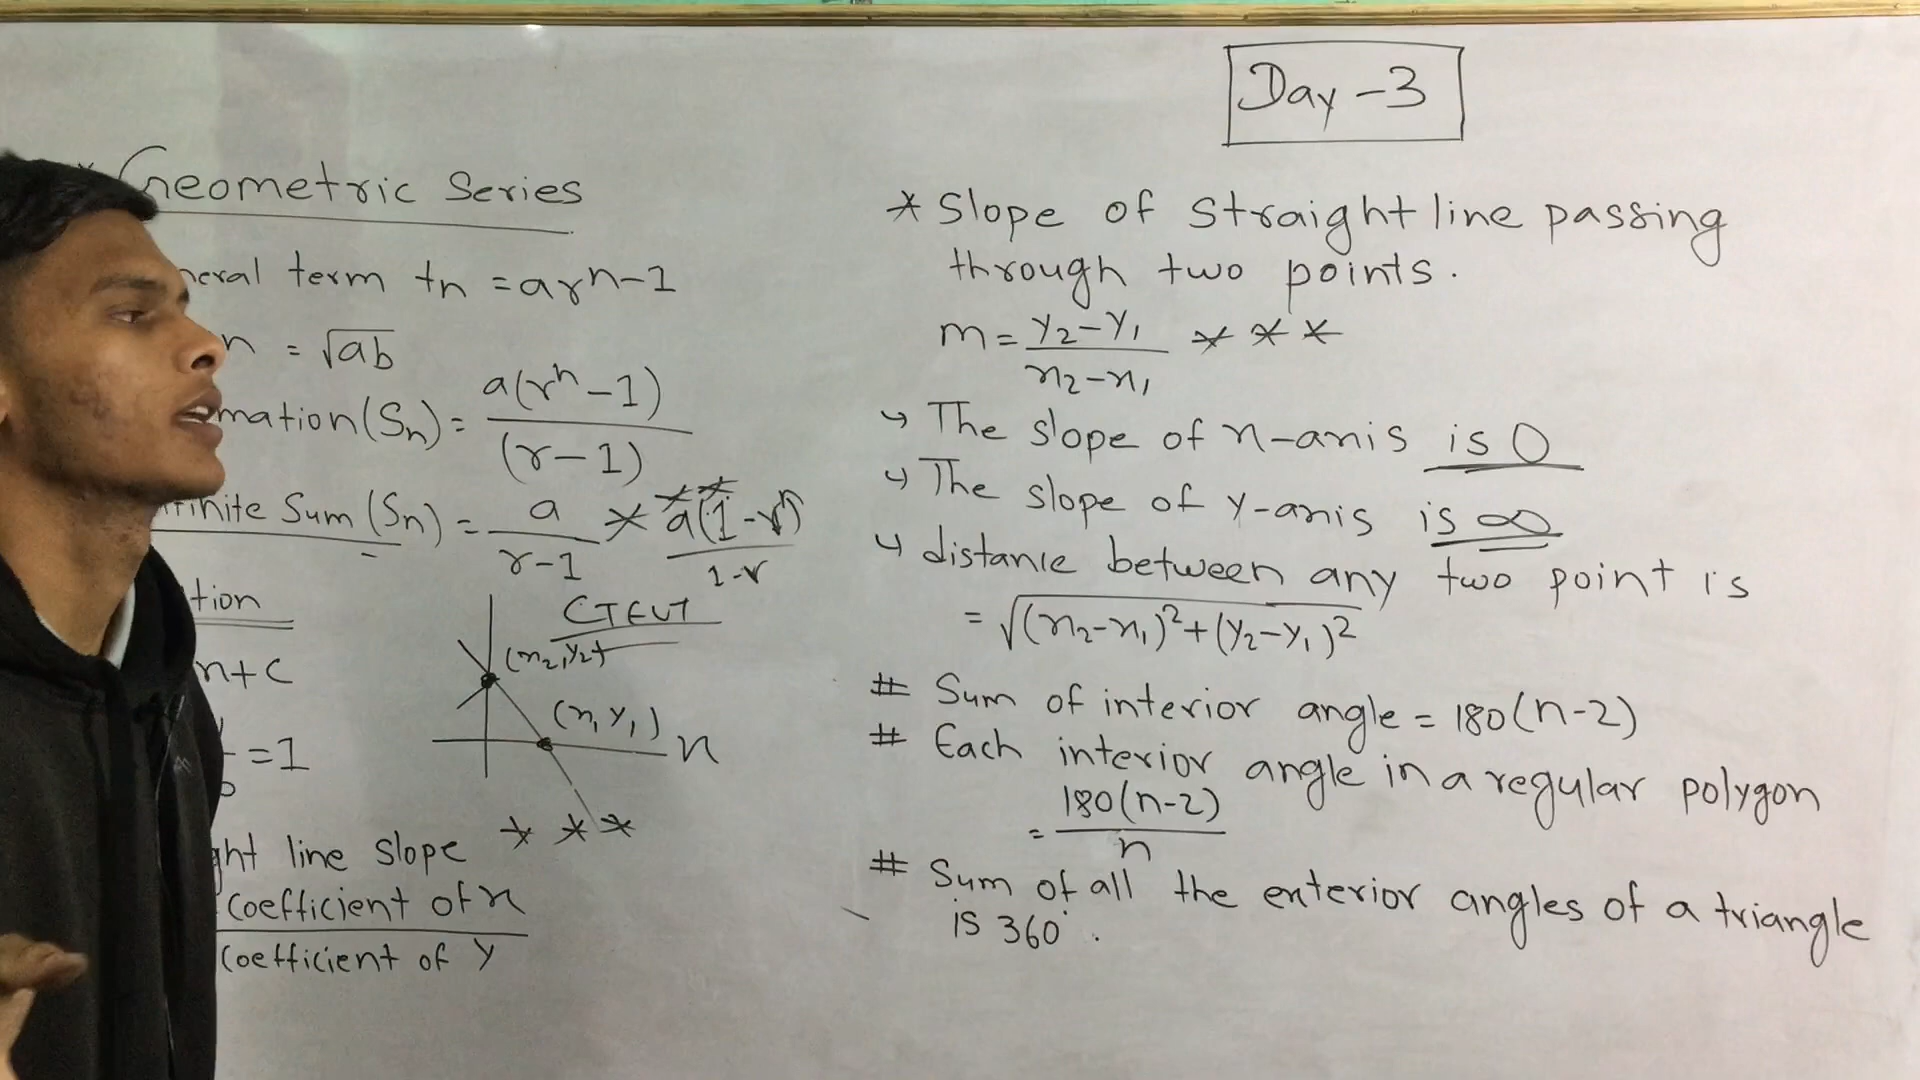 Day-3
* Geometric Series
neral term tn = arn-1
n = √ab
mation (Sn) = a(rn-1)
(r-1)
finite Sum (Sn) = a * ** a(1-rn)
r-1 1-r
tion
CTEVT
n+c
(x2,y2)
(x,y1)
x
=1
b
ght line slope * * *
coefficient of x
coefficient of y
* Slope of straight line passing
through two points.
m = y2-y1 * * *
x2-x1
↳ The slope of x-axis is 0
↳ The slope of y-axis is ∞
↳ distance between any two point is
= √(x2-x1)²+(y2-y1)²
# Sum of interior angle = 180(n-2)
# Each interior angle in a regular polygon
= 180(n-2)
n
# Sum of all the exterior angles of a triangle
is 360°.